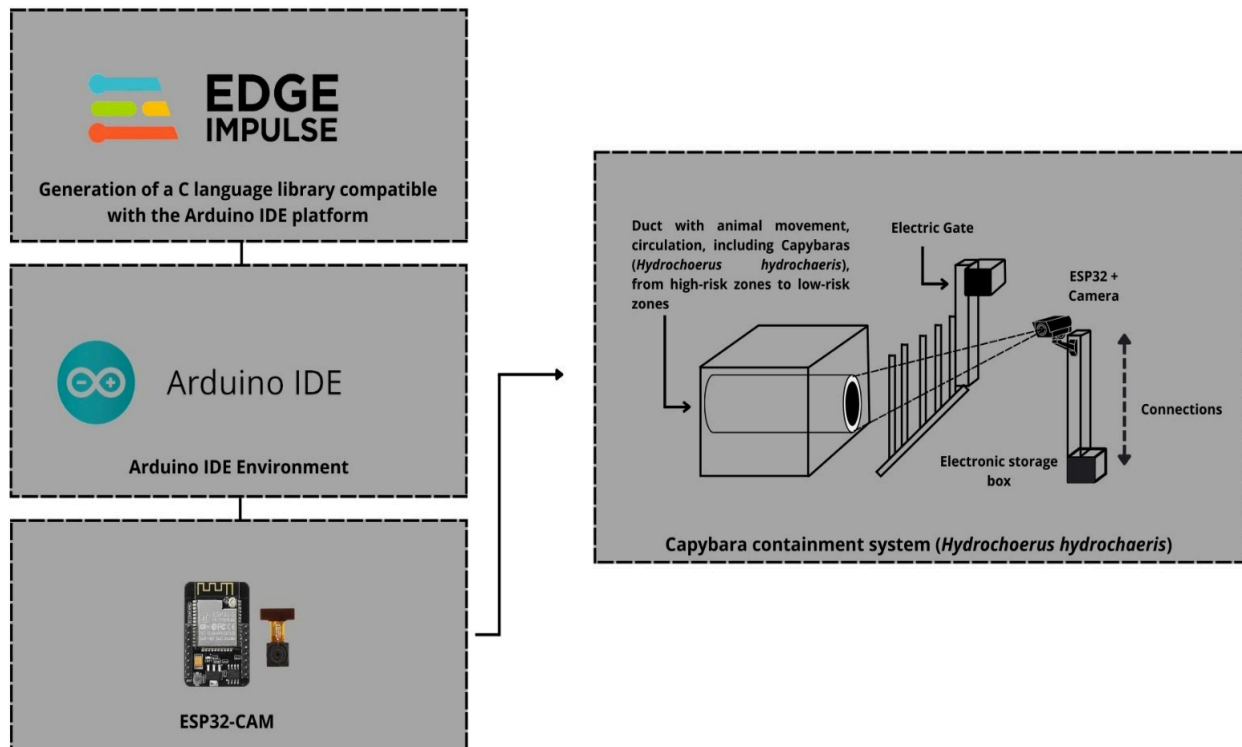 EDGE
IMPULSE
Generation of a C language library compatible
with the Arduino IDE platform
Arduino IDE
Arduino IDE Environment
ESP32-CAM
Duct with animal movement,
circulation, including Capybaras
(Hydrochoerus hydrochaeris),
from high-risk zones to low-risk
zones
Electric Gate
ESP32 +
Camera
Connections
Electronic storage
box
Capybara containment system (Hydrochoerus hydrochaeris)